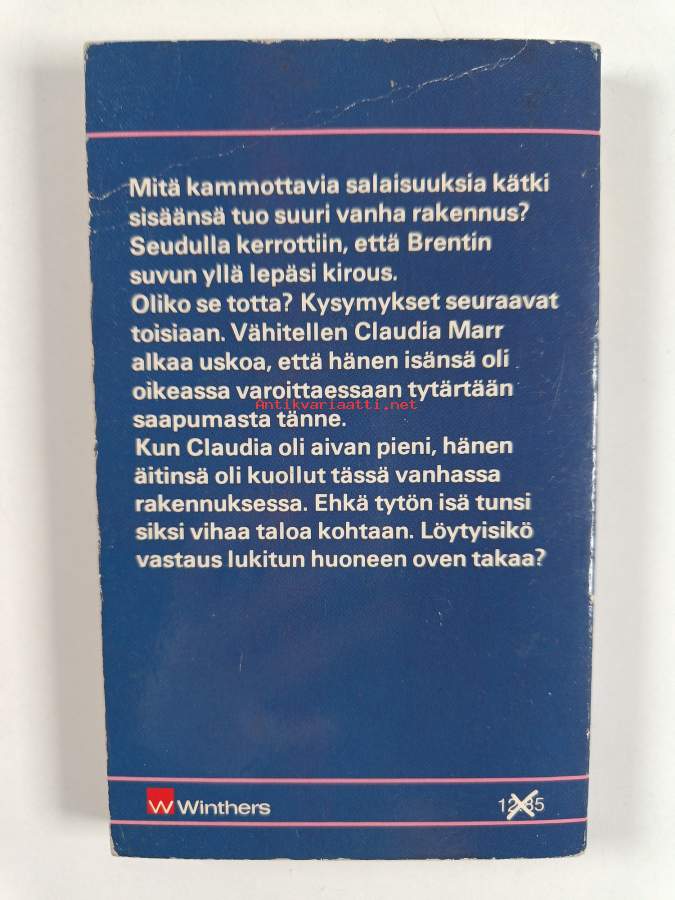 Mitä kammottavia salaisuuksia kätki
sisäänsä tuo suuri vanha rakennus?
Seudulla kerrottiin, että Brentin
suvun yllä lepäsi kirous.
Oliko se totta? Kysymykset seuraavat
toisiaan. Vähitellen Claudia Marr
alkaa uskoa, että hänen isänsä oli
oikeassa varoittaessaan tytärtään
Antikvariaatti.net
saapumasta tänne.
Kun Claudia oli aivan pieni, hänen
äitinsä oli kuollut tässä vanhassa
rakennuksessa. Ehkä tytön isä tunsi
siksi vihaa taloa kohtaan. Löytyisikö
vastaus lukitun huoneen oven takaa?
W Winthers